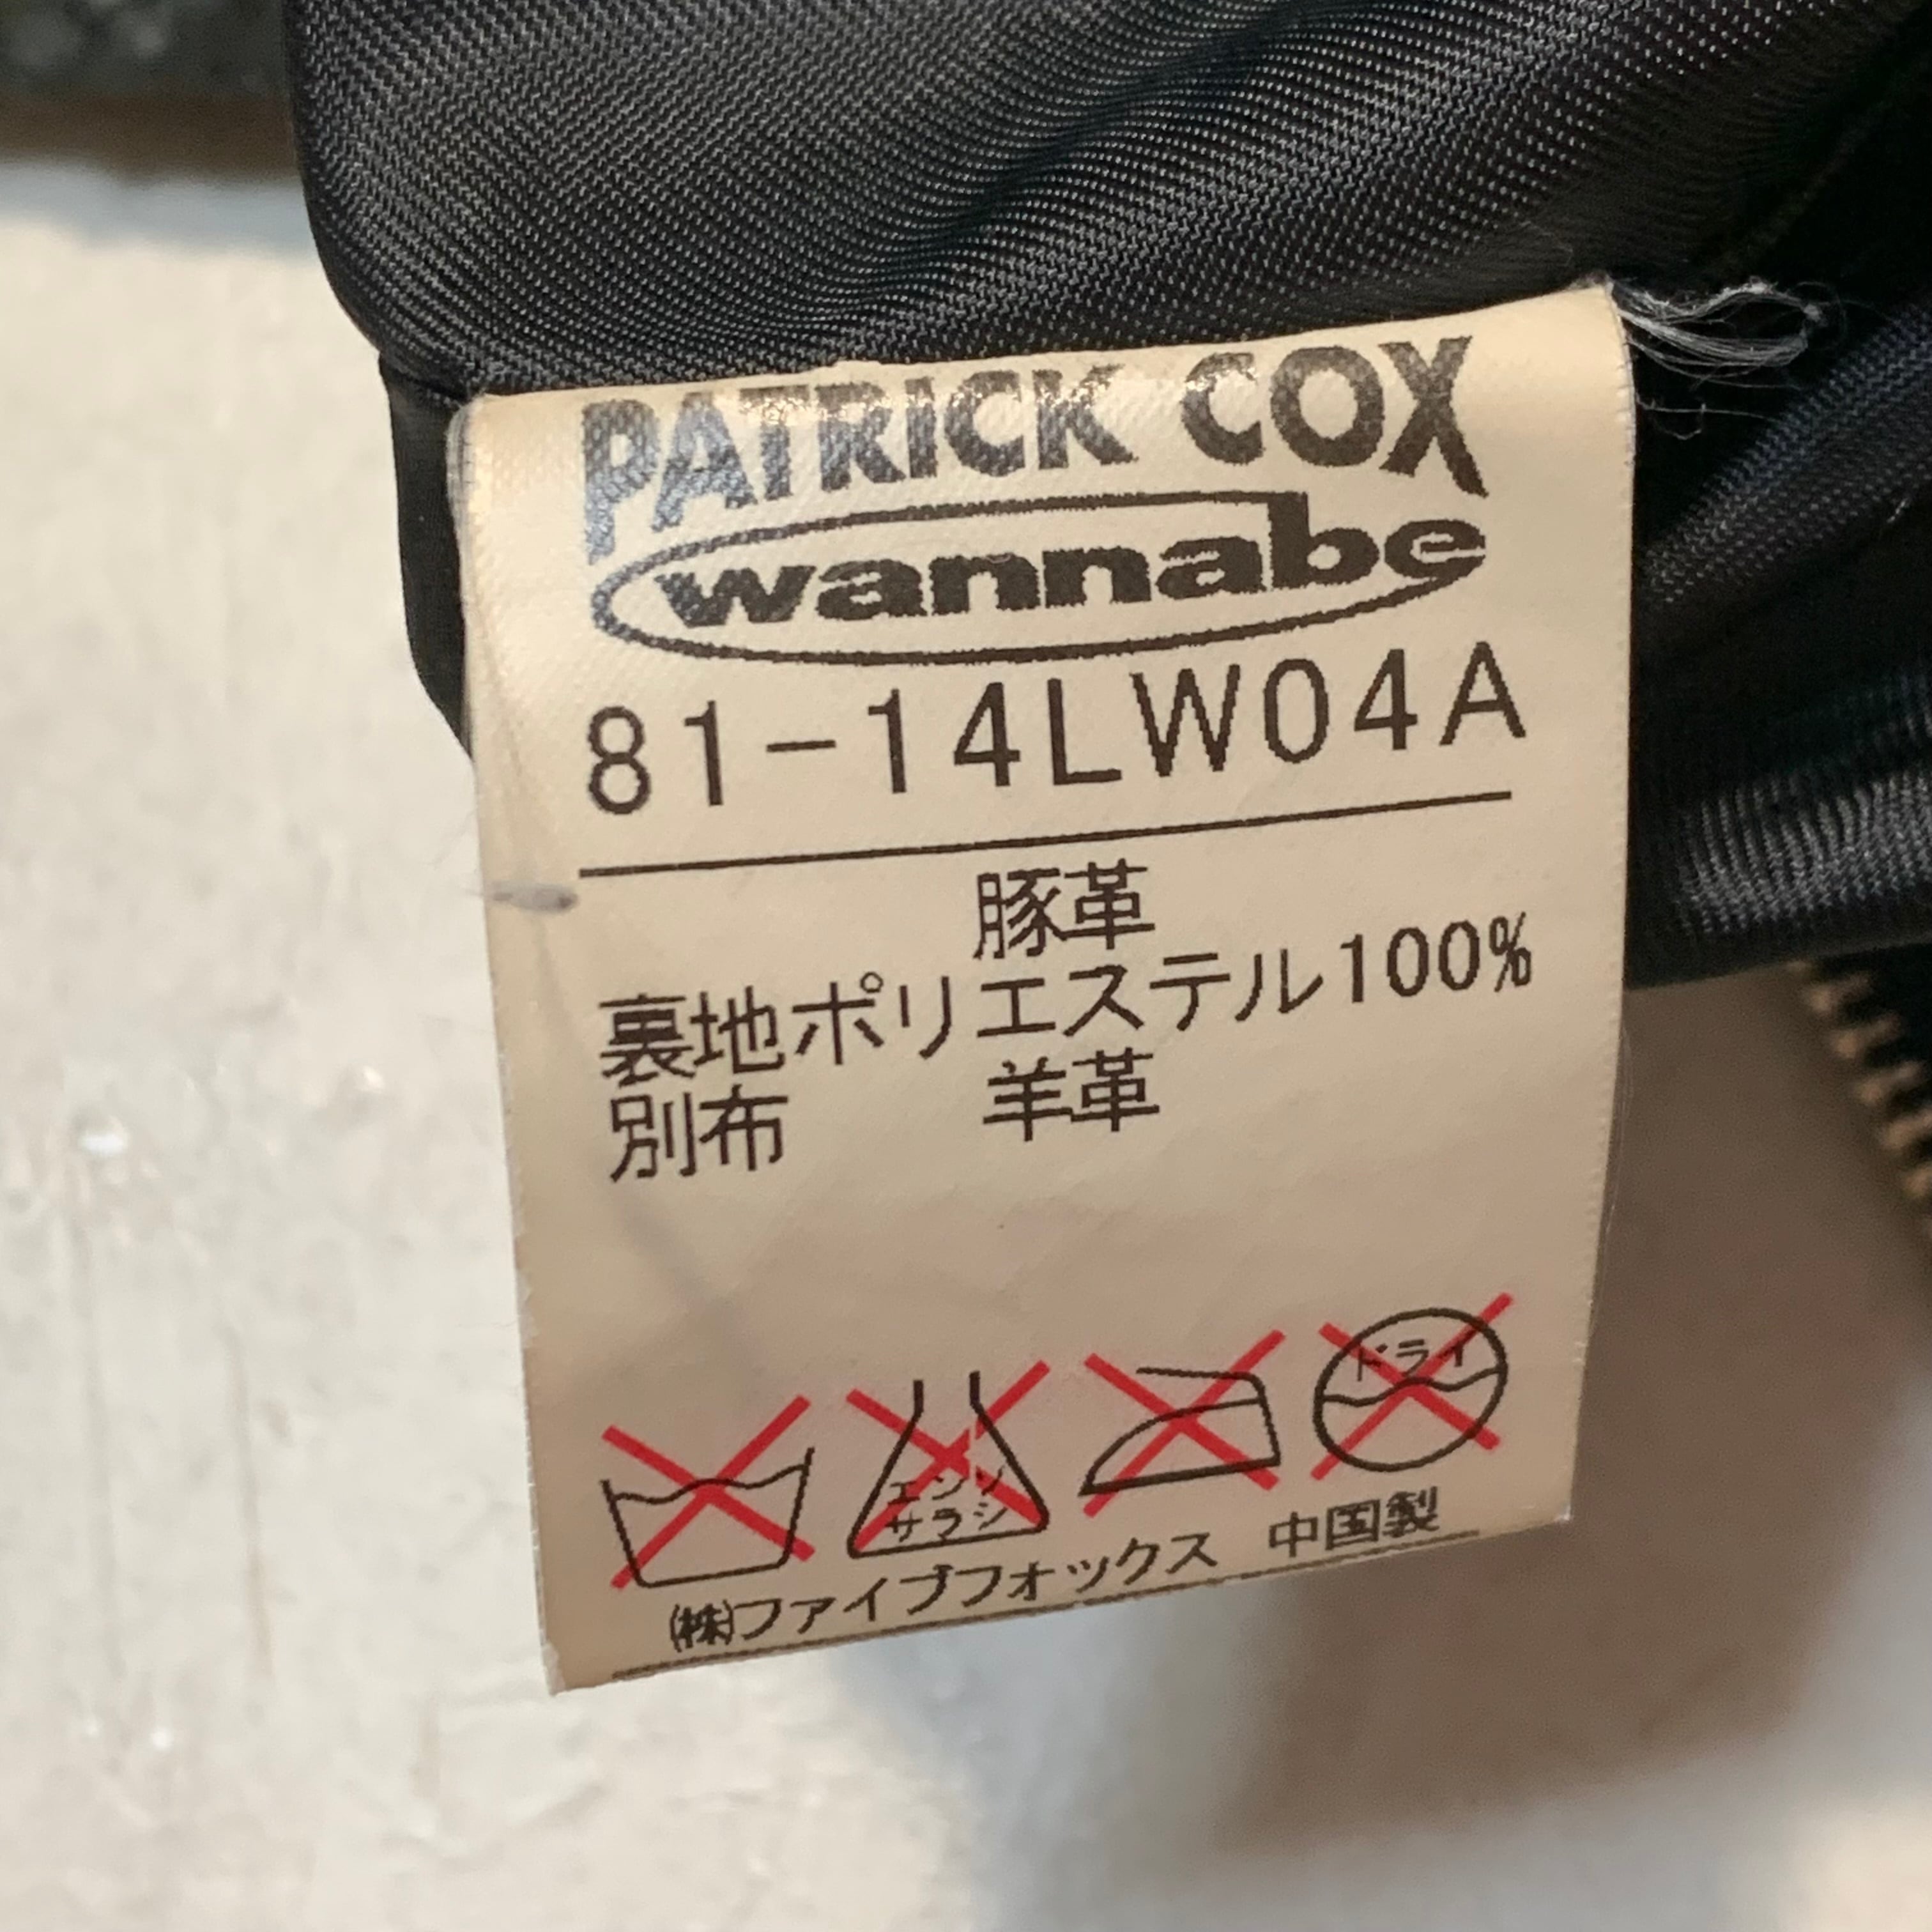 PATRICK COX
wannabe
81-14LW04A
豚革
裏地ポリエステル100%
別布 羊革
エンソ
サラシ
ドライ
(株)ファイブフォックス 中国製